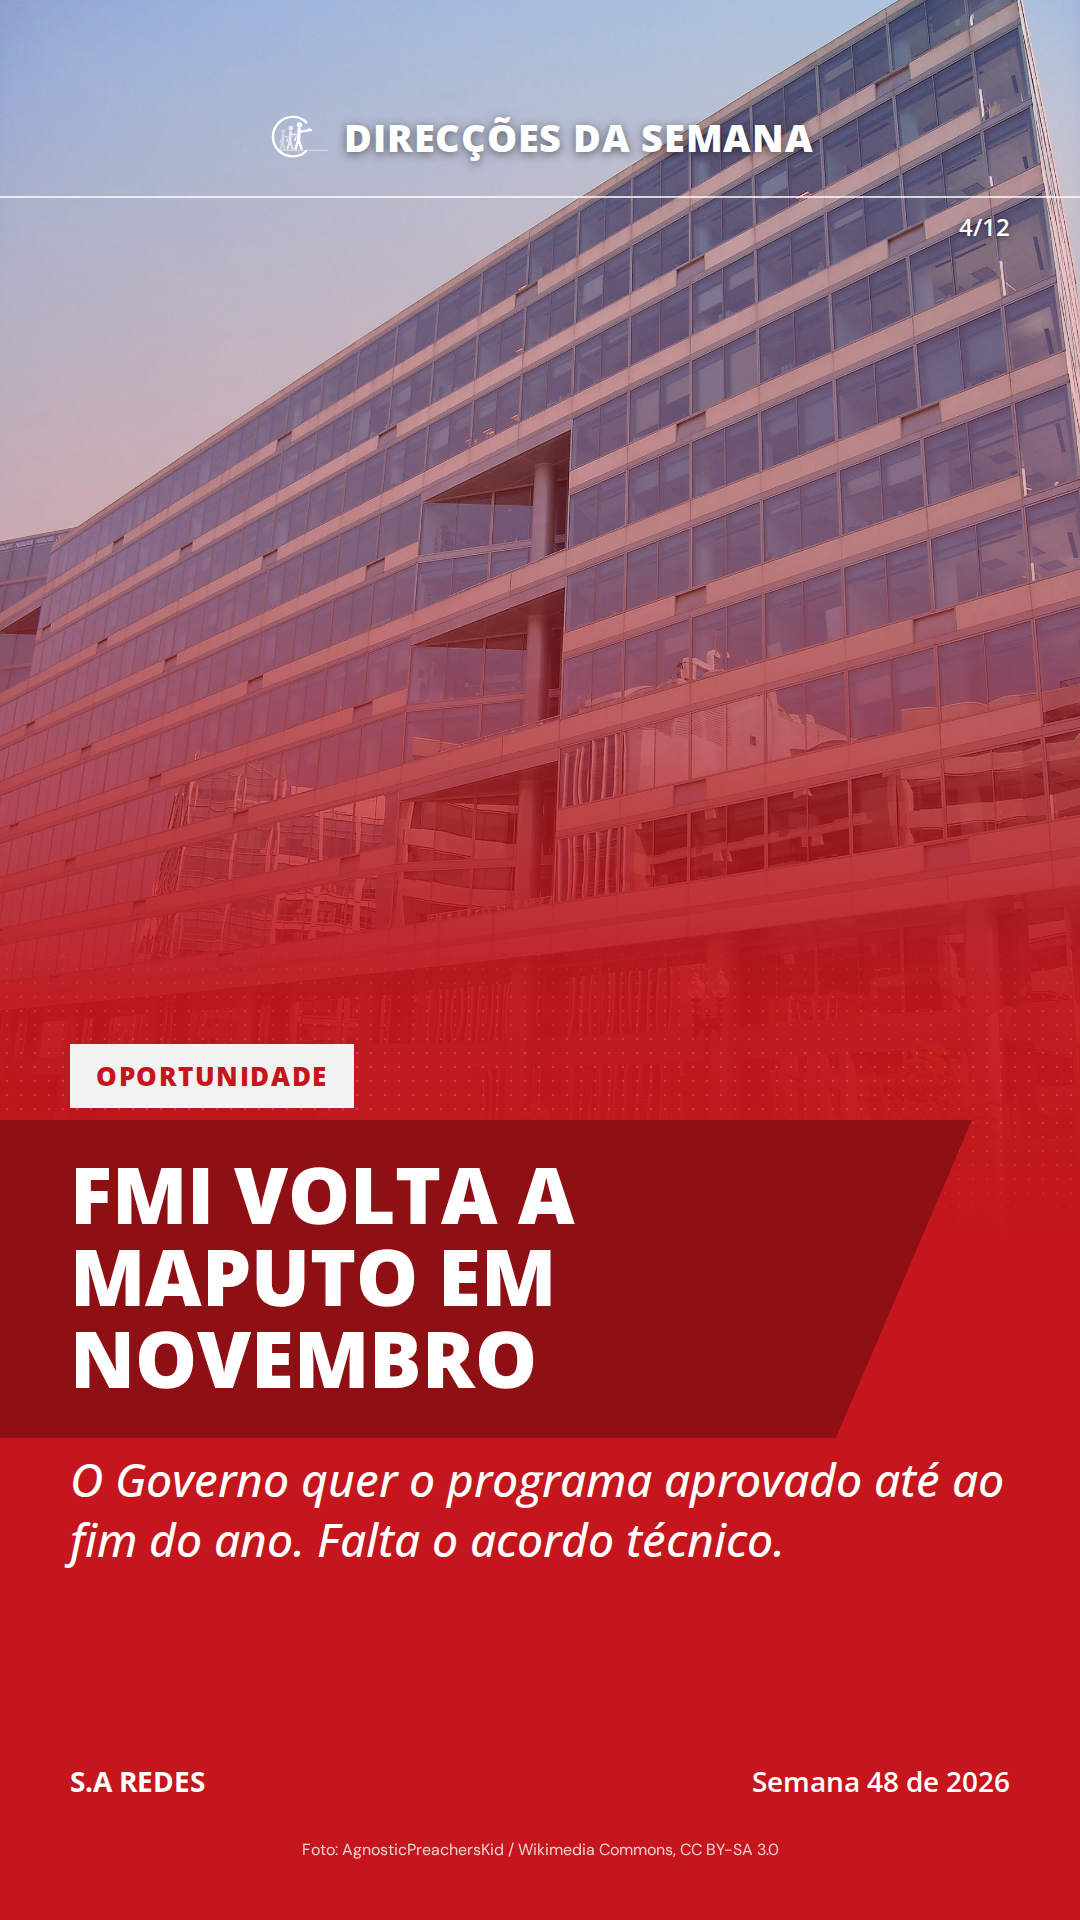 DIRECÇÕES DA SEMANA
4/12
OPORTUNIDADE
FMI VOLTA A
MAPUTO EM
NOVEMBRO
O Governo quer o programa aprovado até ao
fim do ano. Falta o acordo técnico.
S.A REDES
Semana 48 de 2026
Foto: AgnosticPreachersKid / Wikimedia Commons, CC BY-SA 3.0